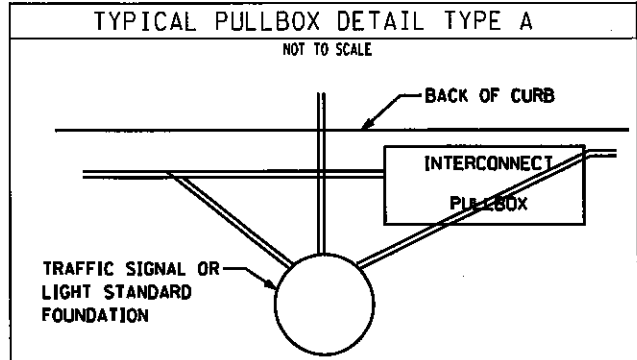 TYPICAL PULLBOX DETAIL TYPE A
NOT TO SCALE
BACK OF CURB
INTERCONNECT
PULLBOX
TRAFFIC SIGNAL OR
LIGHT STANDARD
FOUNDATION